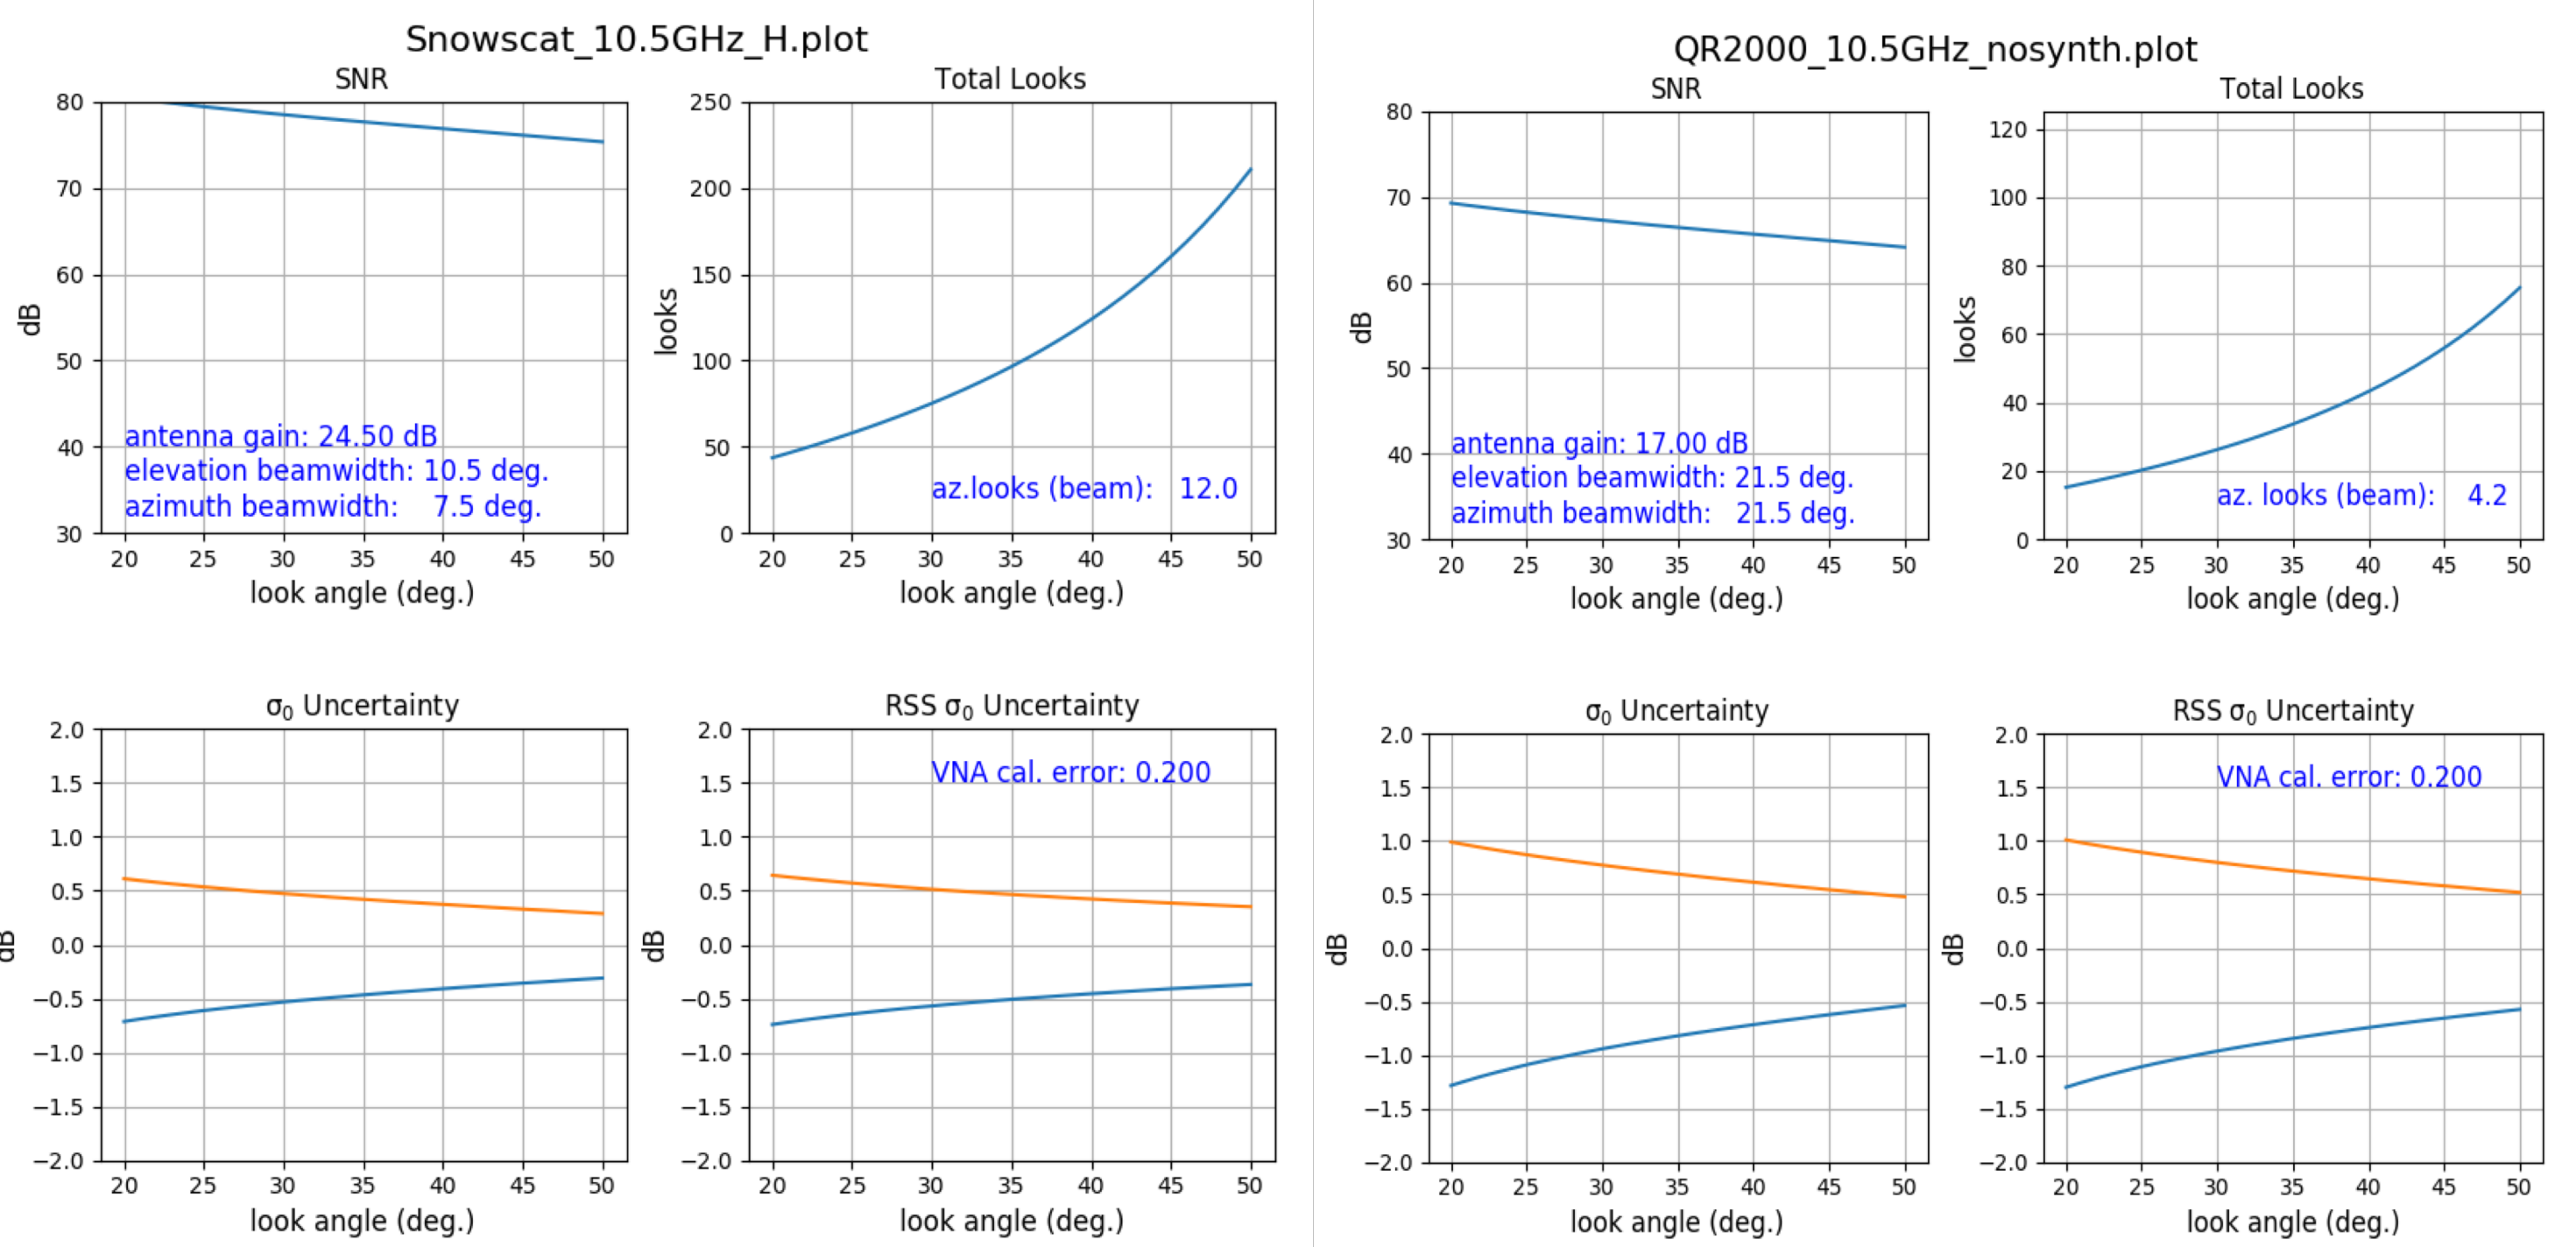 Snowscat_10.5GHz_H.plot
SNR
80
70
60
50
40
30
dB
antenna gain: 24.50 dB
elevation beamwidth: 10.5 deg.
azimuth beamwidth: 7.5 deg.
20 25 30 35 40 45 50
look angle (deg.)
Total Looks
250
200
150
100
50
0
looks
az.looks (beam): 12.0
20 25 30 35 40 45 50
look angle (deg.)
σ0 Uncertainty
2.0
1.5
1.0
0.5
0.0
−0.5
−1.0
−1.5
−2.0
dB
20 25 30 35 40 45 50
look angle (deg.)
RSS σ0 Uncertainty
VNA cal. error: 0.200
2.0
1.5
1.0
0.5
0.0
−0.5
−1.0
−1.5
−2.0
dB
20 25 30 35 40 45 50
look angle (deg.)
QR2000_10.5GHz_nosynth.plot
SNR
80
70
60
50
40
30
dB
antenna gain: 17.00 dB
elevation beamwidth: 21.5 deg.
azimuth beamwidth: 21.5 deg.
20 25 30 35 40 45 50
look angle (deg.)
Total Looks
120
100
80
60
40
20
0
looks
az. looks (beam): 4.2
20 25 30 35 40 45 50
look angle (deg.)
σ0 Uncertainty
2.0
1.5
1.0
0.5
0.0
−0.5
−1.0
−1.5
−2.0
dB
20 25 30 35 40 45 50
look angle (deg.)
RSS σ0 Uncertainty
VNA cal. error: 0.200
2.0
1.5
1.0
0.5
0.0
−0.5
−1.0
−1.5
−2.0
dB
20 25 30 35 40 45 50
look angle (deg.)